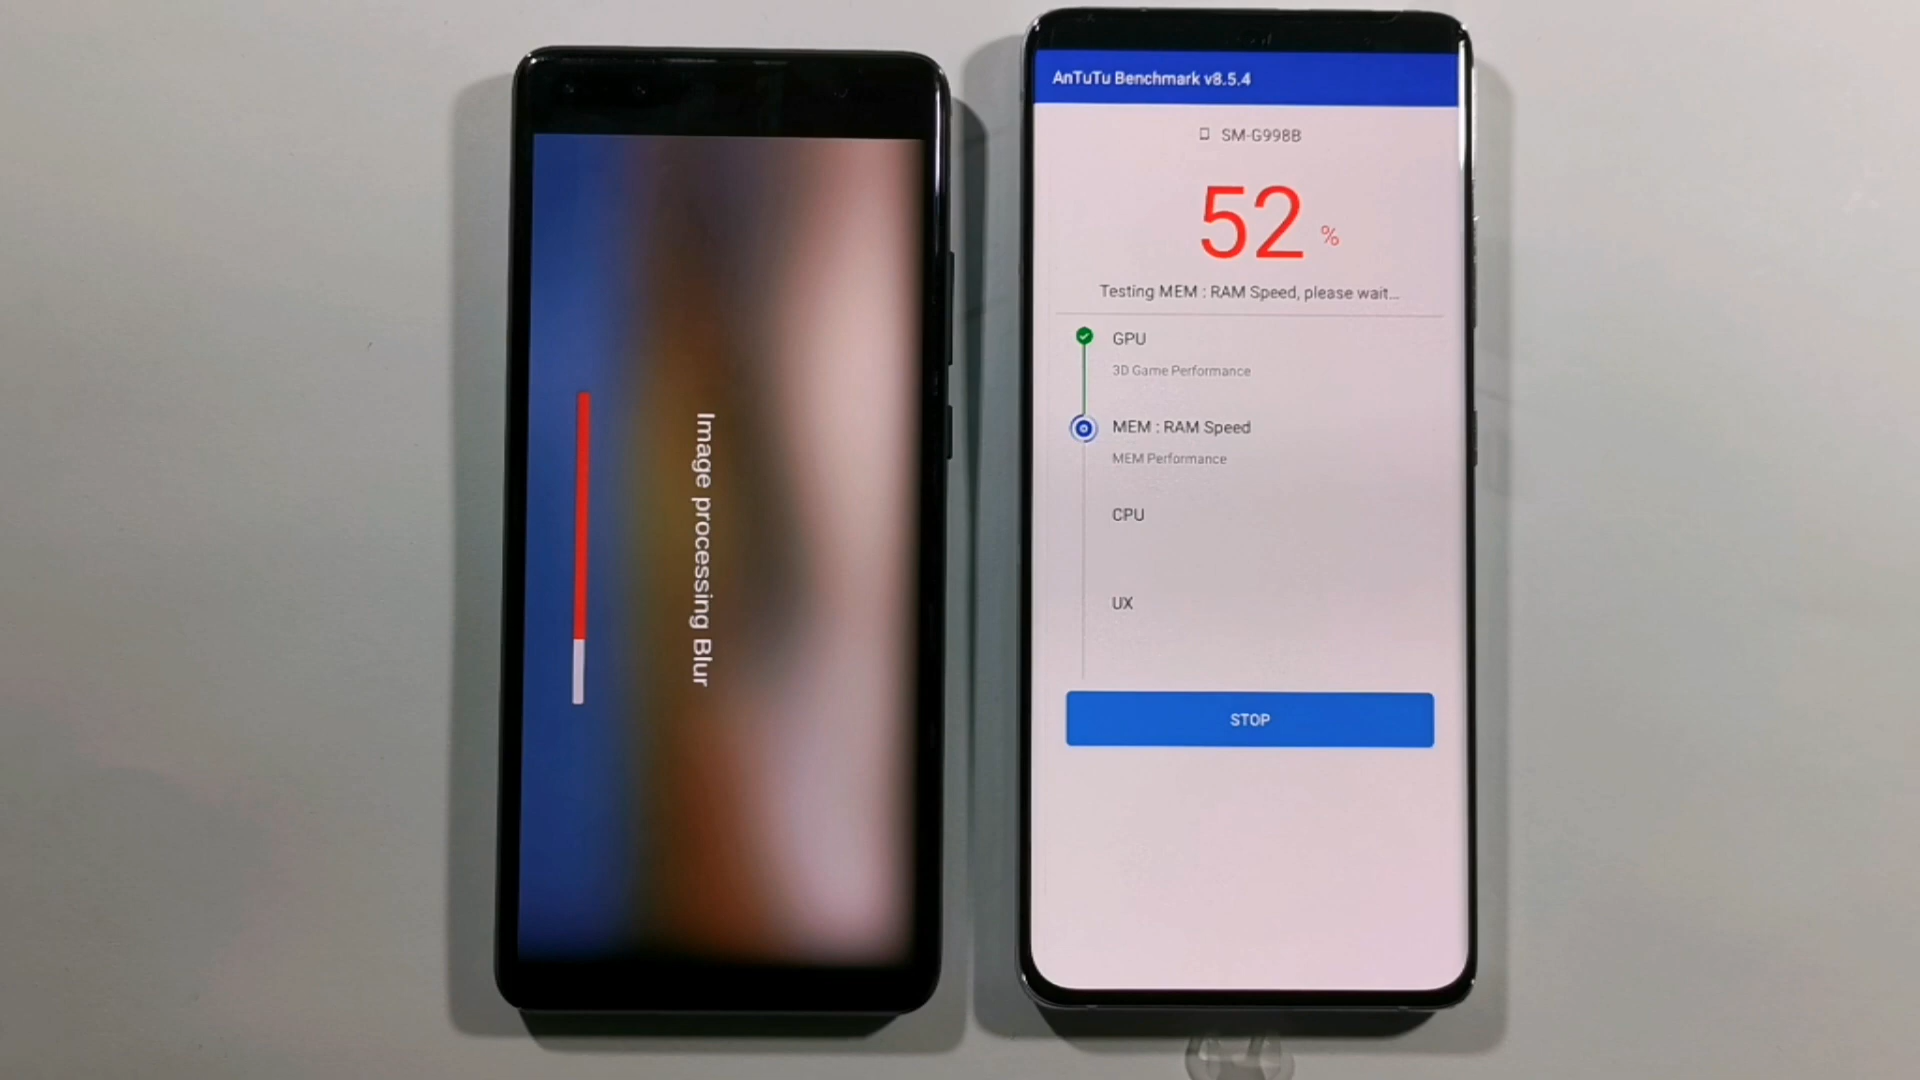 Image processing Blur
AnTuTu Benchmark v8.5.4
SM-G998B
52 %
Testing MEM : RAM Speed, please wait...
GPU
3D Game Performance
MEM : RAM Speed
MEM Performance
CPU
UX
STOP